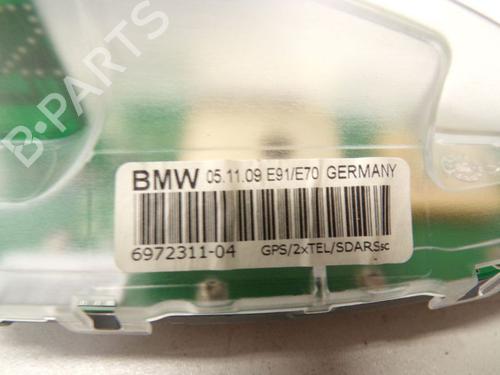 B-PARTS
BMW 05.11.09 E91/E70 GERMANY
6972311-04 GPS/2xTEL/SDARSsc